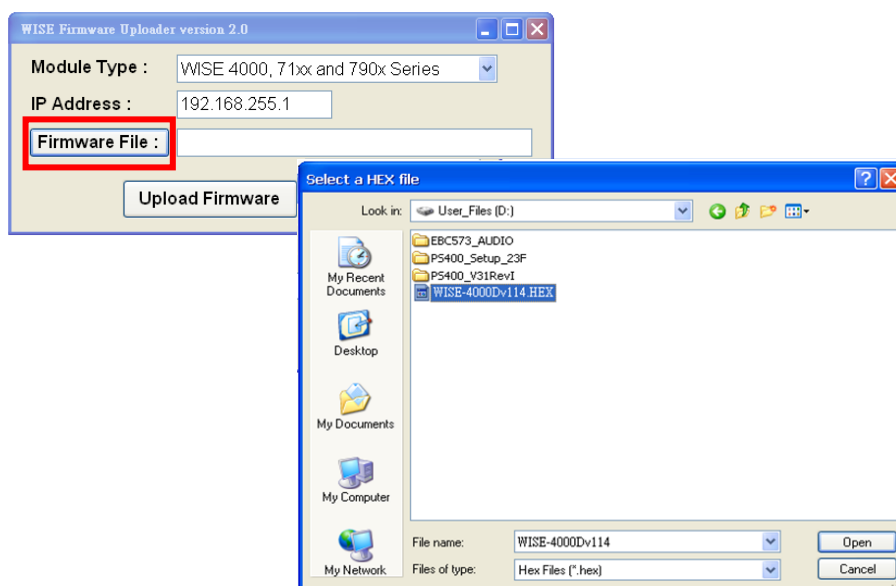 WISE Firmware Uploader version 2.0
Module Type :
WISE 4000, 71xx and 790x Series
IP Address :
192.168.255.1
Firmware File :
Upload Firmware
Select a HEX file
Look in:
User_Files (D:)
My Recent
Documents
Desktop
My Documents
My Computer
My Network
EBC573_AUDIO
PS400_Setup_23F
PS400_V31RevI
WISE-4000Dv114.HEX
File name:
WISE-4000Dv114
Open
Files of type:
Hex Files (*.hex)
Cancel